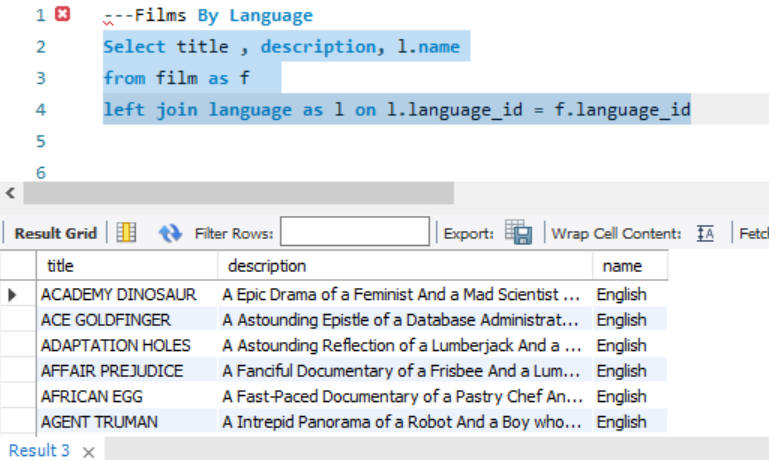 1 ---Films By Language
2 Select title , description, l.name
3 from film as f
4 left join language as l on l.language_id = f.language_id
5
6
Result Grid Filter Rows: Export: Wrap Cell Content: Fetch
title description name
ACADEMY DINOSAUR A Epic Drama of a Feminist And a Mad Scientist ... English
ACE GOLDFINGER A Astounding Epistle of a Database Administrat... English
ADAPTATION HOLES A Astounding Reflection of a Lumberjack And a ... English
AFFAIR PREJUDICE A Fanciful Documentary of a Frisbee And a Lum... English
AFRICAN EGG A Fast-Paced Documentary of a Pastry Chef An... English
AGENT TRUMAN A Intrepid Panorama of a Robot And a Boy who... English
Result 3